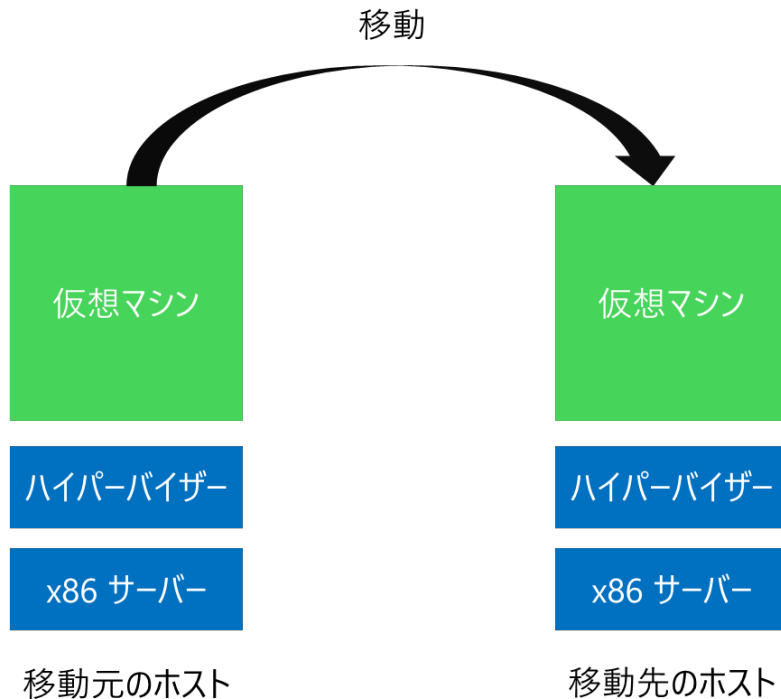 移動
仮想マシン
仮想マシン
ハイパーバイザー
ハイパーバイザー
x86 サーバー
x86 サーバー
移動元のホスト
移動先のホスト